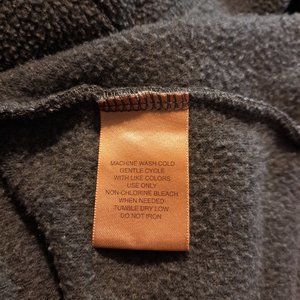 MACHINE WASH COLD
GENTLE CYCLE
WITH LIKE COLORS
USE ONLY
NON-CHLORINE BLEACH
WHEN NEEDED
TUMBLE DRY LOW
DO NOT IRON